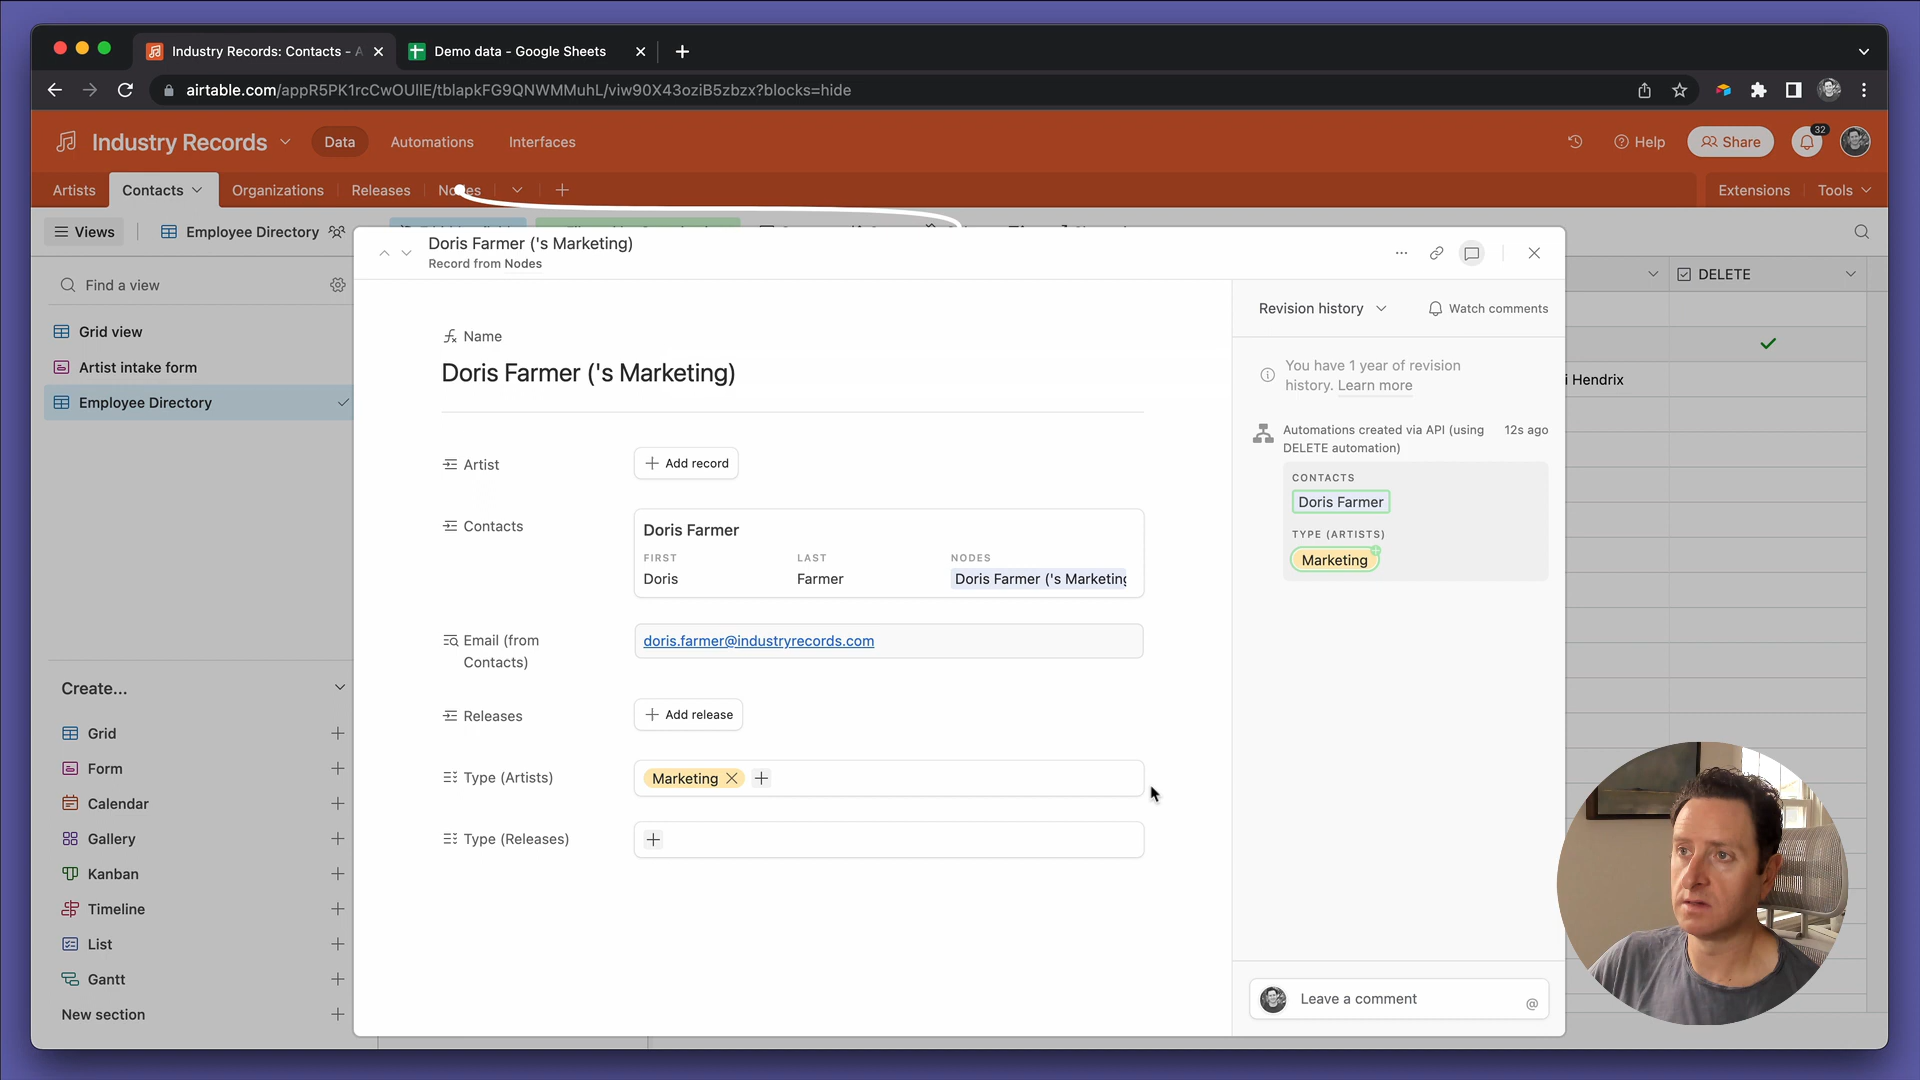 Industry Records: Contacts - A
Demo data - Google Sheets
airtable.com/appR5PK1rcCwOUIIE/tblapkFG9QNWMMuhL/viw90X43oziB5zbzx?blocks=hide
Industry Records
Data
Automations
Interfaces
Help
Share
32
Artists
Contacts
Organizations
Releases
Nodes
Extensions
Tools
Views
Employee Directory
Find a view
Grid view
Artist intake form
Employee Directory
Create...
Grid
Form
Calendar
Gallery
Kanban
Timeline
List
Gantt
New section
Doris Farmer ('s Marketing)
Record from Nodes
Name
Doris Farmer ('s Marketing)
Artist
Add record
Contacts
Doris Farmer
FIRST
LAST
NODES
Doris
Farmer
Doris Farmer ('s Marketing
Email (from
Contacts)
doris.farmer@industryrecords.com
Releases
Add release
Type (Artists)
Marketing
Type (Releases)
Revision history
Watch comments
You have 1 year of revision
history. Learn more
Automations created via API (using
DELETE automation)
12s ago
CONTACTS
Doris Farmer
TYPE (ARTISTS)
Marketing
Leave a comment
@
DELETE
i Hendrix